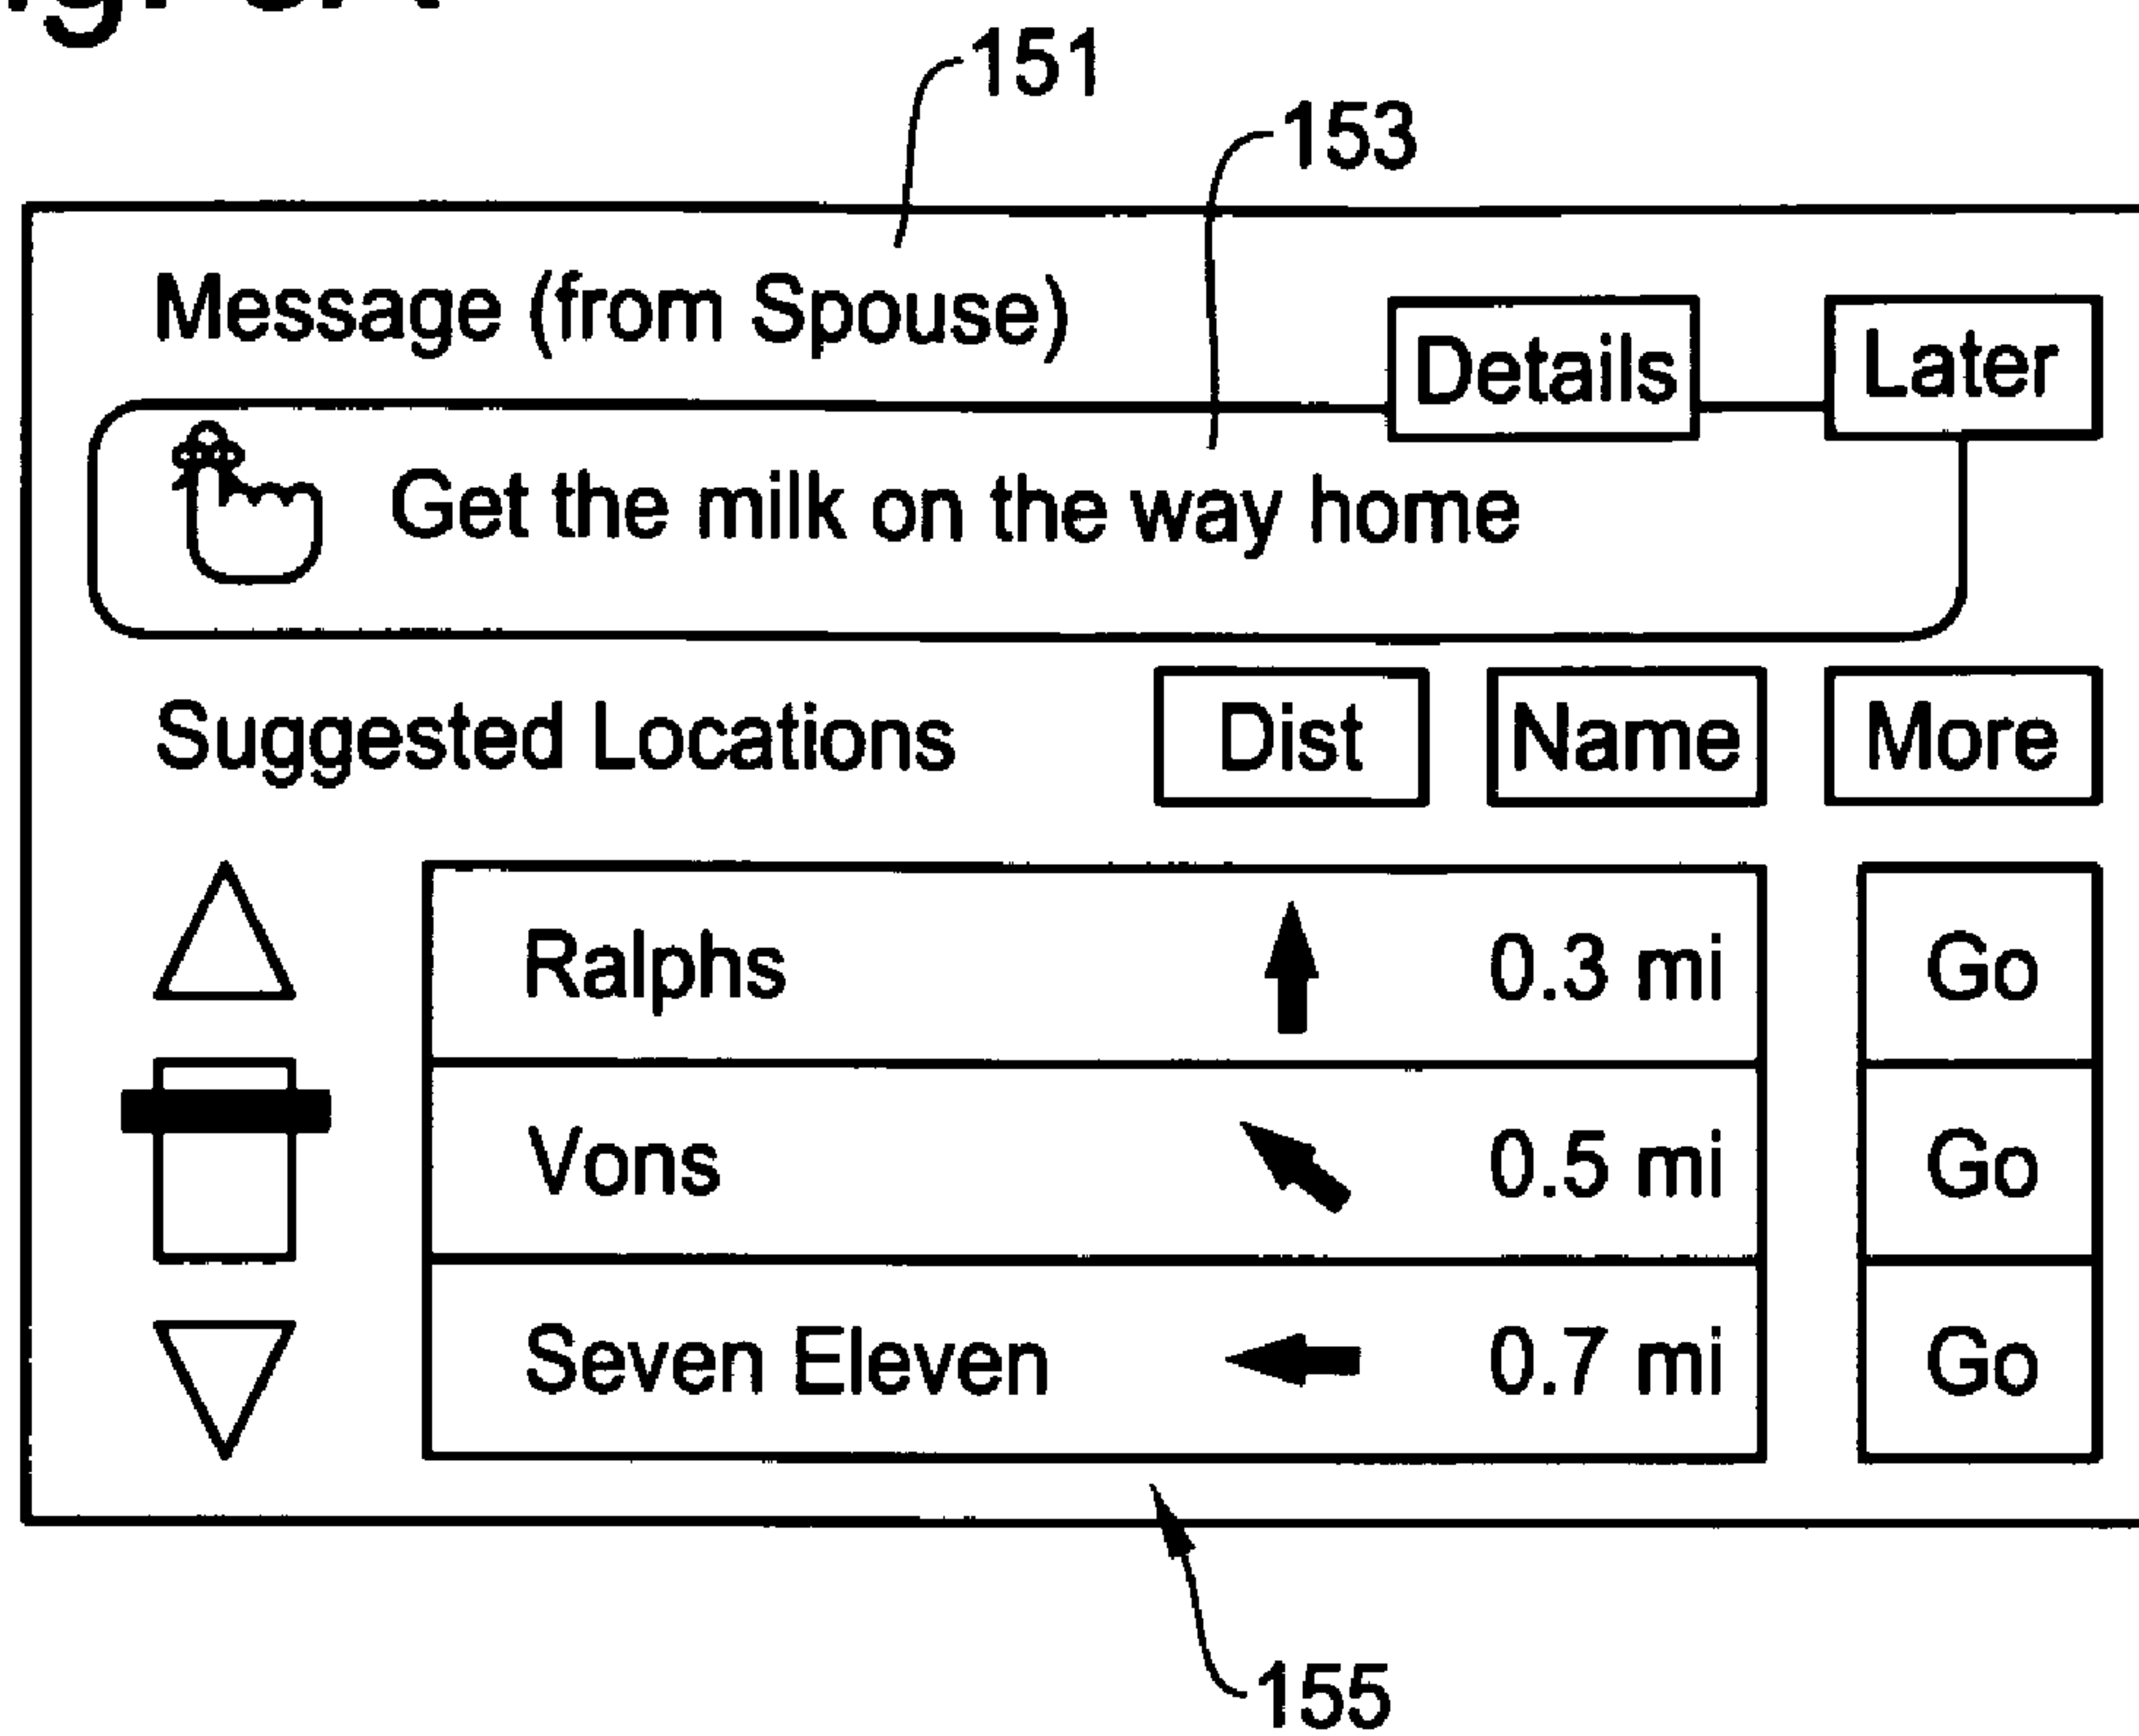 151
153
Message (from Spouse)
Details
Later
Get the milk on the way home
Suggested Locations
Dist
Name
More
Ralphs 0.3 mi Go
Vons 0.5 mi Go
Seven Eleven 0.7 mi Go
155